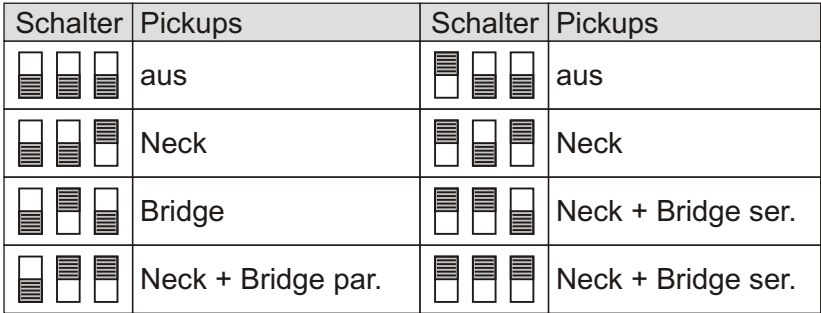 Schalter Pickups Schalter Pickups
aus aus
Neck Neck
Bridge Neck + Bridge ser.
Neck + Bridge par. Neck + Bridge ser.